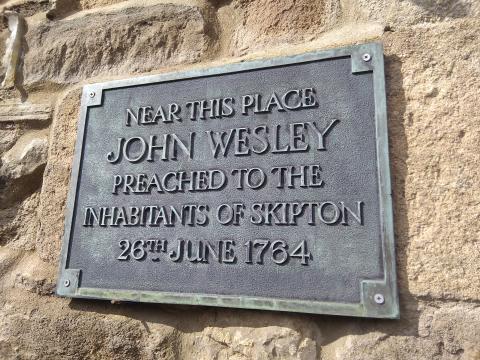 NEAR THIS PLACE
JOHN WESLEY
PREACHED TO THE
INHABITANTS OF SKIPTON
26TH JUNE 1764